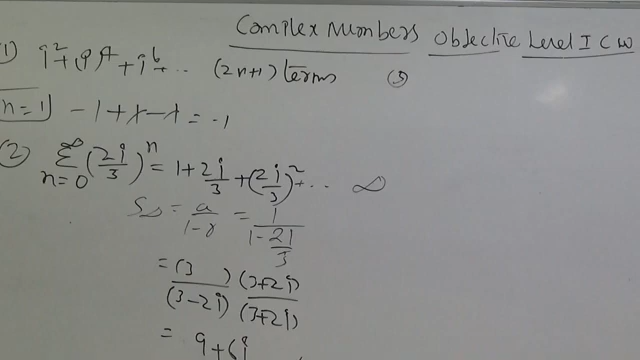 Complex Numbers Objective Level I C W
(1) i² + i⁴ + i⁶ + ... (2n+1) terms
n=1) -1 + 1 - 1 = -1
(2) ∞ Σ n=0 (2i/3)ⁿ = 1 + 2i/3 + (2i/3)² + ... ∞
S∞ = a/(1-r) = 1/(1 - 2i/3)
= (3 )(3+2i) / (3-2i)(3+2i)
= 9+6i